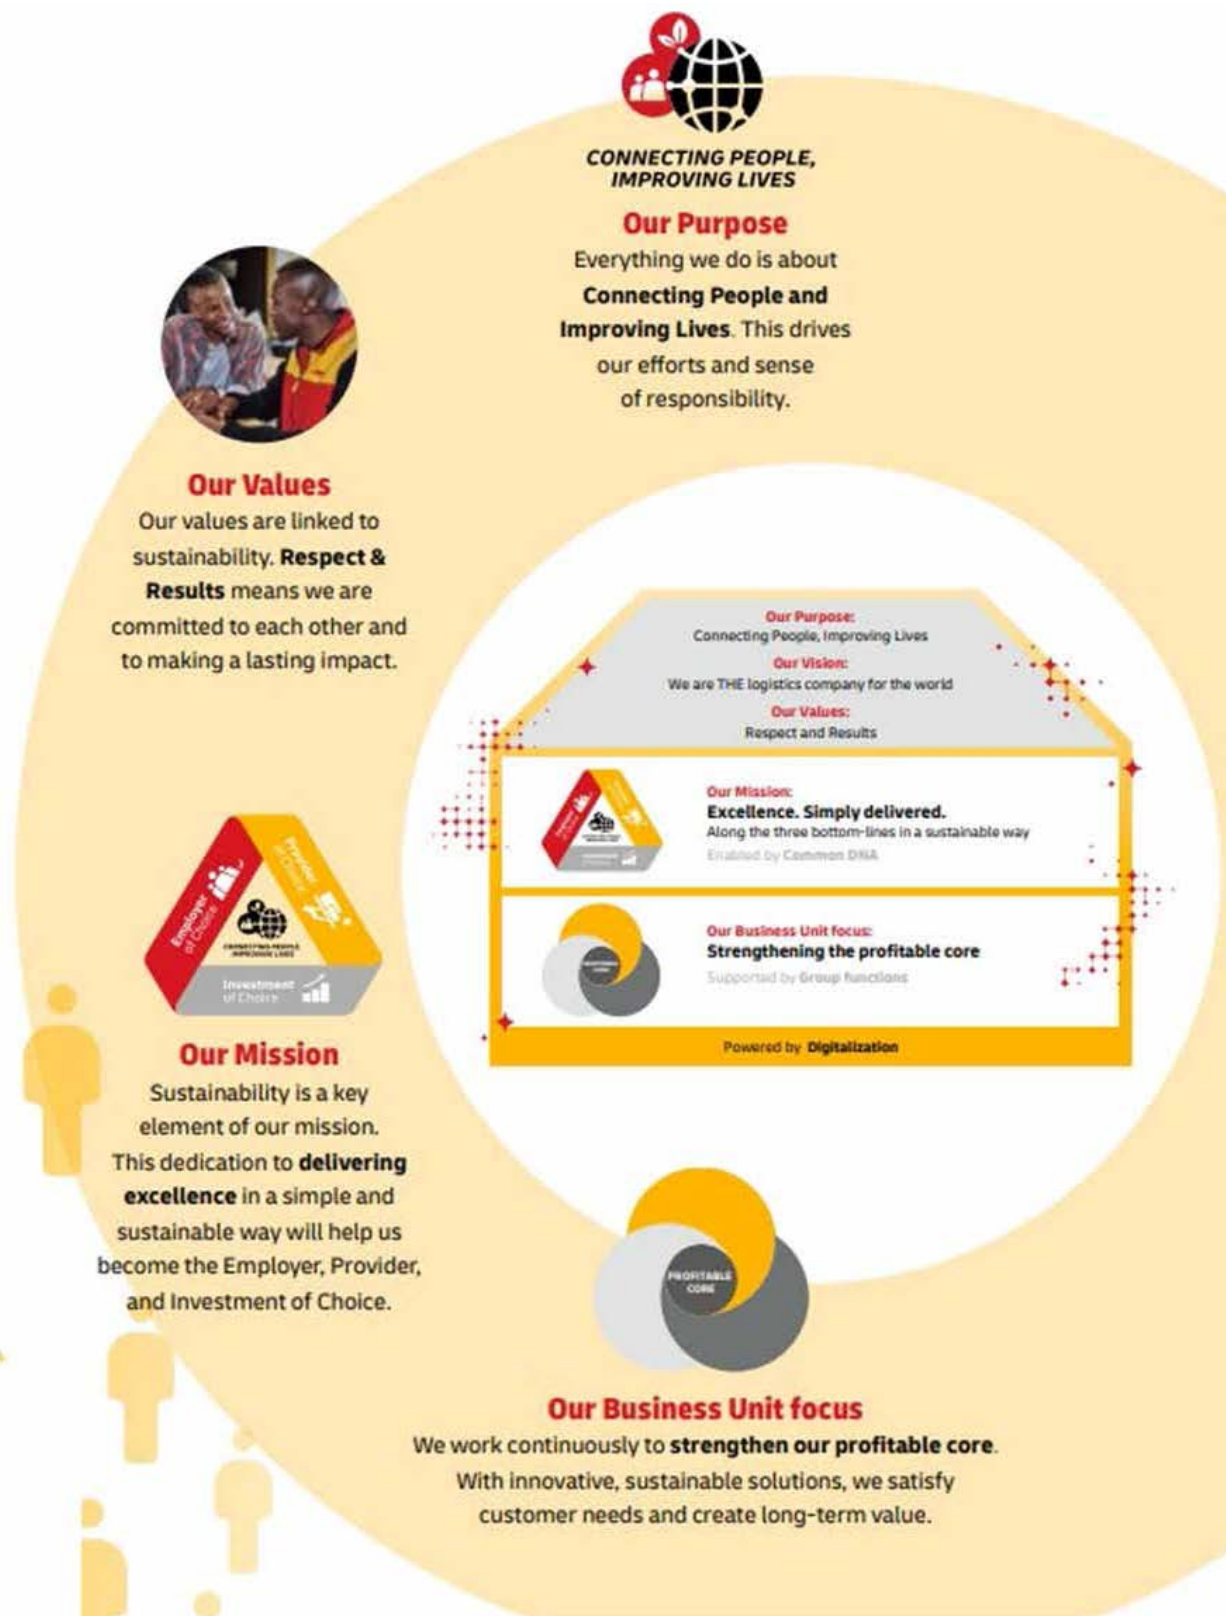 CONNECTING PEOPLE,
IMPROVING LIVES
Our Purpose
Everything we do is about
Connecting People and
Improving Lives. This drives
our efforts and sense
of responsibility.
Our Values
Our values are linked to
sustainability. Respect &
Results means we are
committed to each other and
to making a lasting impact.
Our Purpose:
Connecting People, Improving Lives
Our Vision:
We are THE logistics company for the world
Our Values:
Respect and Results
Our Mission:
Excellence. Simply delivered.
Along the three bottom-lines in a sustainable way
Enabled by Common DNA
Our Business Unit focus:
Strengthening the profitable core
Supported by Group functions
Powered by Digitalization
Employer
of Choice
Provider
of Choice
CONNECTING PEOPLE
IMPROVING LIVES
Investment
of Choice
Our Mission
Sustainability is a key
element of our mission.
This dedication to delivering
excellence in a simple and
sustainable way will help us
become the Employer, Provider,
and Investment of Choice.
PROFITABLE
CORE
Our Business Unit focus
We work continuously to strengthen our profitable core.
With innovative, sustainable solutions, we satisfy
customer needs and create long-term value.